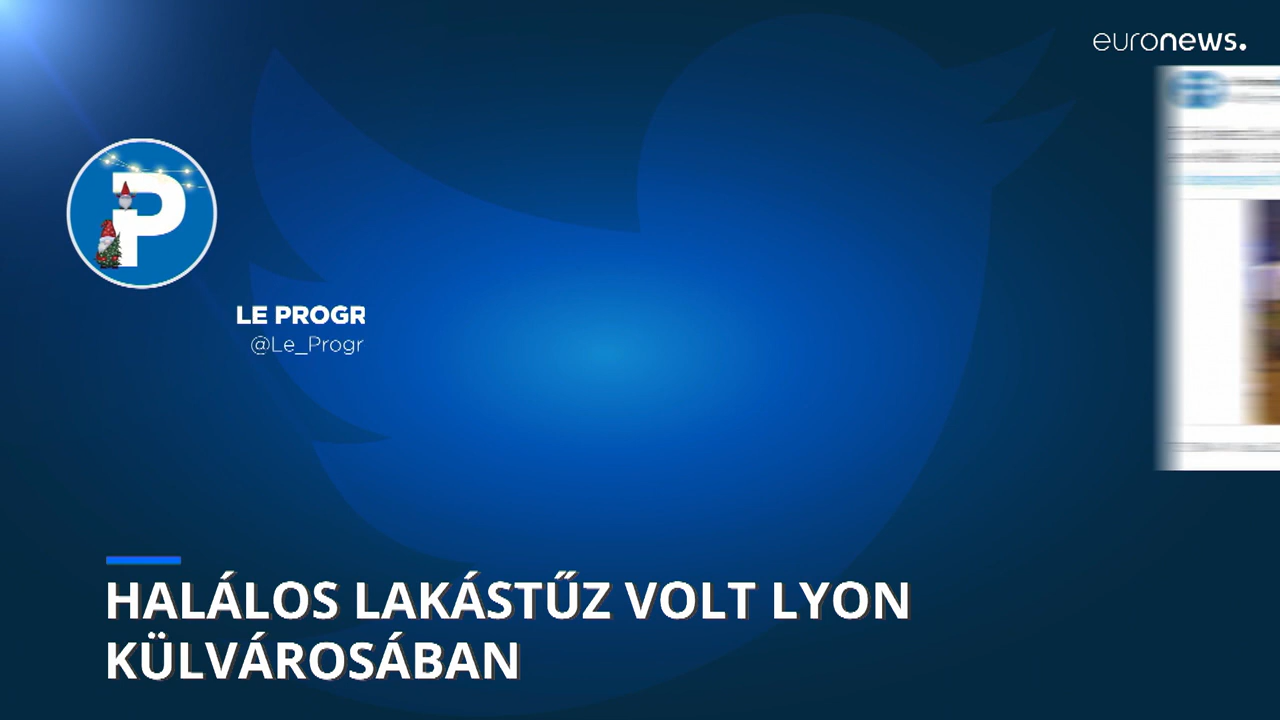 euronews.
P
LE PROGR
@Le_Progr
HALÁLOS LAKÁSTŰZ VOLT LYON
KÜLVÁROSÁBAN